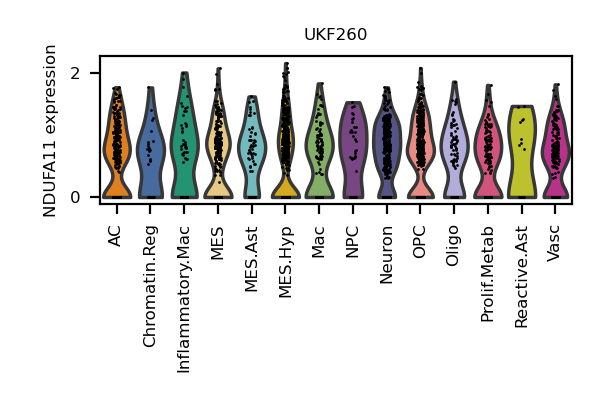 UKF260
NDUFA11 expression
2
0
AC
Chromatin.Reg
Inflammatory.Mac
MES
MES.Ast
MES.Hyp
Mac
NPC
Neuron
OPC
Oligo
Prolif.Metab
Reactive.Ast
Vasc